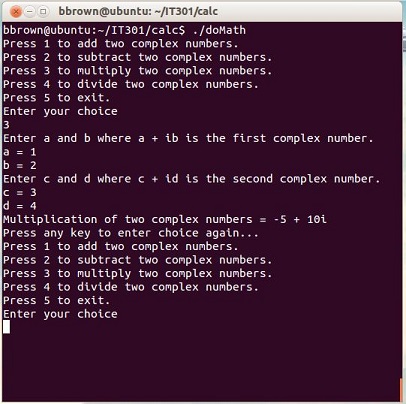 bbrown@ubuntu: ~/IT301/calc
bbrown@ubuntu:~/IT301/calc$ ./doMath
Press 1 to add two complex numbers.
Press 2 to subtract two complex numbers.
Press 3 to multiply two complex numbers.
Press 4 to divide two complex numbers.
Press 5 to exit.
Enter your choice
3
Enter a and b where a + ib is the first complex number.
a = 1
b = 2
Enter c and d where c + id is the second complex number.
c = 3
d = 4
Multiplication of two complex numbers = -5 + 10i
Press any key to enter choice again...
Press 1 to add two complex numbers.
Press 2 to subtract two complex numbers.
Press 3 to multiply two complex numbers.
Press 4 to divide two complex numbers.
Press 5 to exit.
Enter your choice